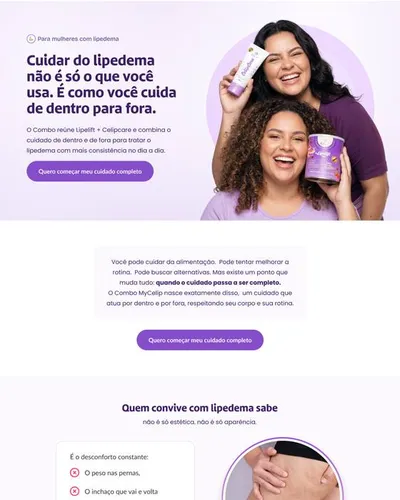 Para mulheres com lipedema
Cuidar do lipedema
não é só o que você
usa. É como você cuida
de dentro para fora.
O Combo reúne Lipelift + Celipcare e combina o
cuidado de dentro e de fora para tratar o
lipedema com mais consistência no dia a dia.
Quero começar meu cuidado completo
Você pode cuidar da alimentação. Pode tentar melhorar a
rotina. Pode buscar alternativas. Mas existe um ponto que
muda tudo: quando o cuidado passa a ser completo.
O Combo MyCelip nasce exatamente disso, um cuidado que
atua por dentro e por fora, respeitando seu corpo e sua rotina.
Quero começar meu cuidado completo
Quem convive com lipedema sabe
não é só estética, não é só aparência.
É o desconforto constante:
O peso nas pernas,
O inchaço que vai e volta